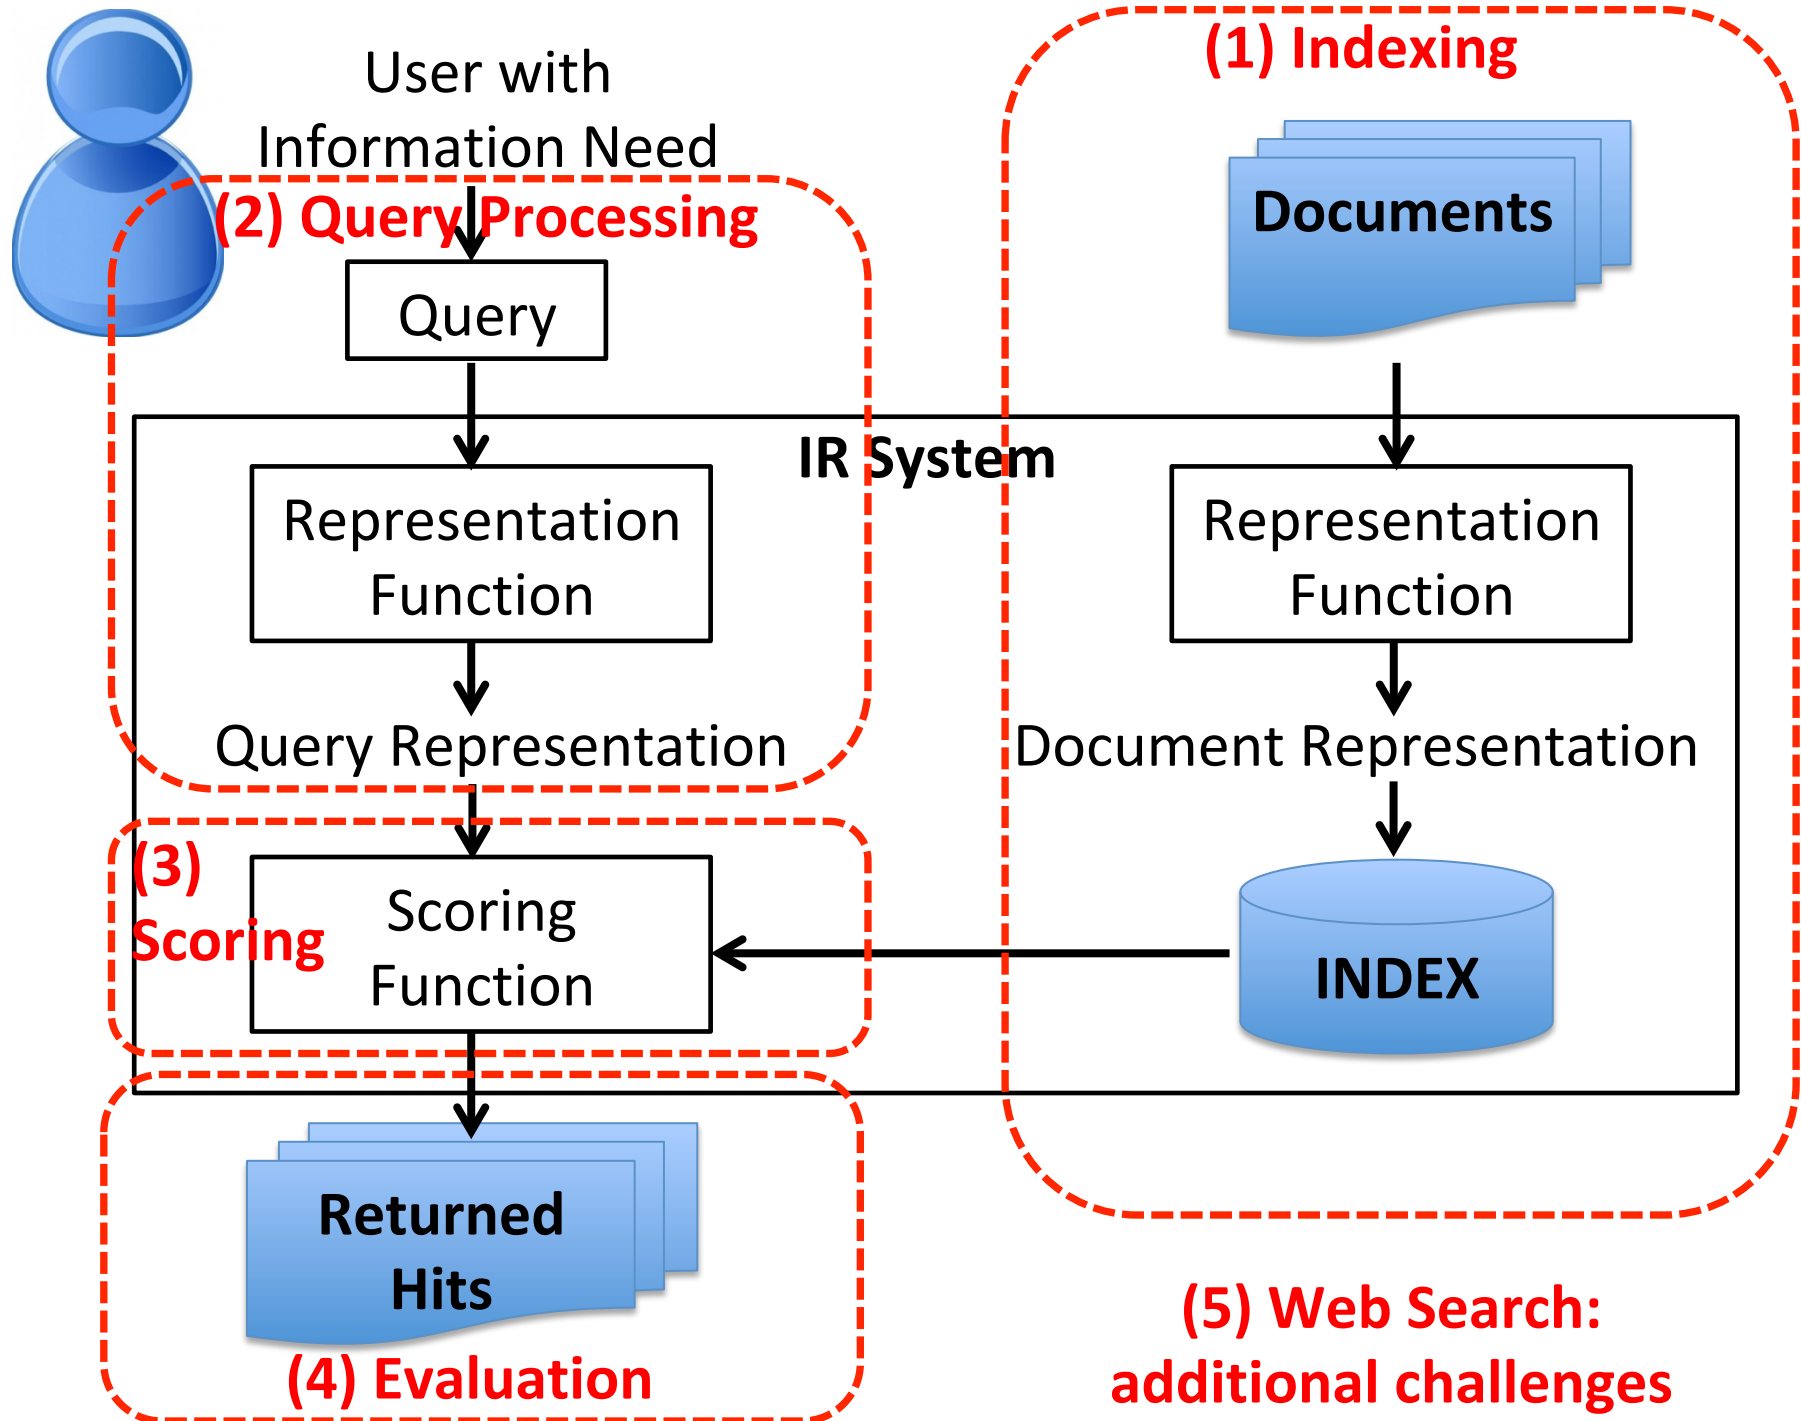 User with
Information Need
(2) Query Processing
Query
Representation
Function
Query Representation
(3)
Scoring
Scoring
Function
Returned
Hits
(4) Evaluation
IR System
(1) Indexing
Documents
Representation
Function
Document Representation
INDEX
(5) Web Search:
additional challenges